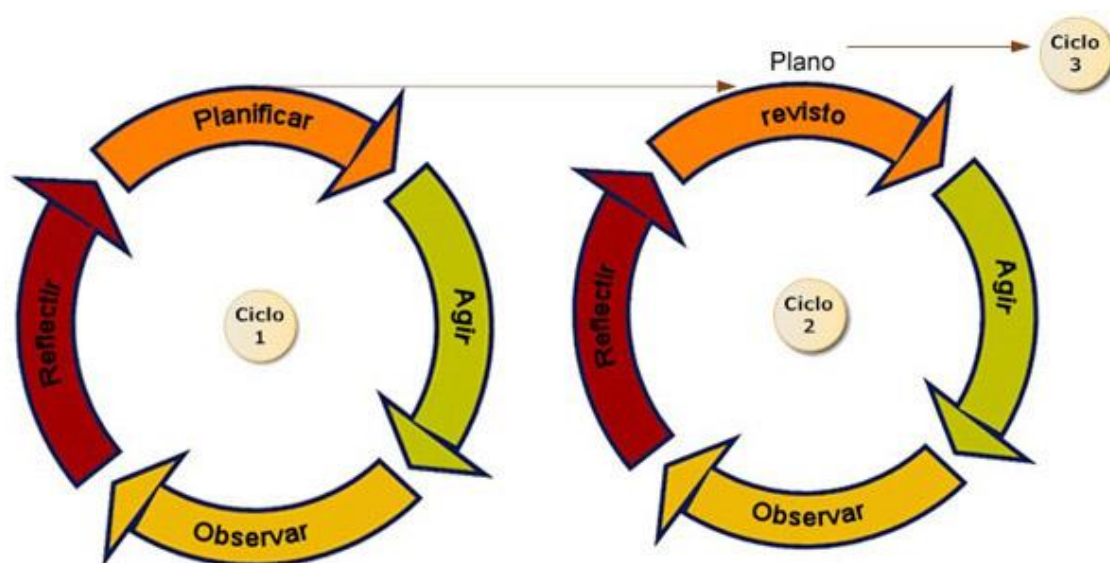 Planificar
Agir
Observar
Reflectir
Ciclo
1
Plano
revisto
Agir
Observar
Reflectir
Ciclo
2
Ciclo
3